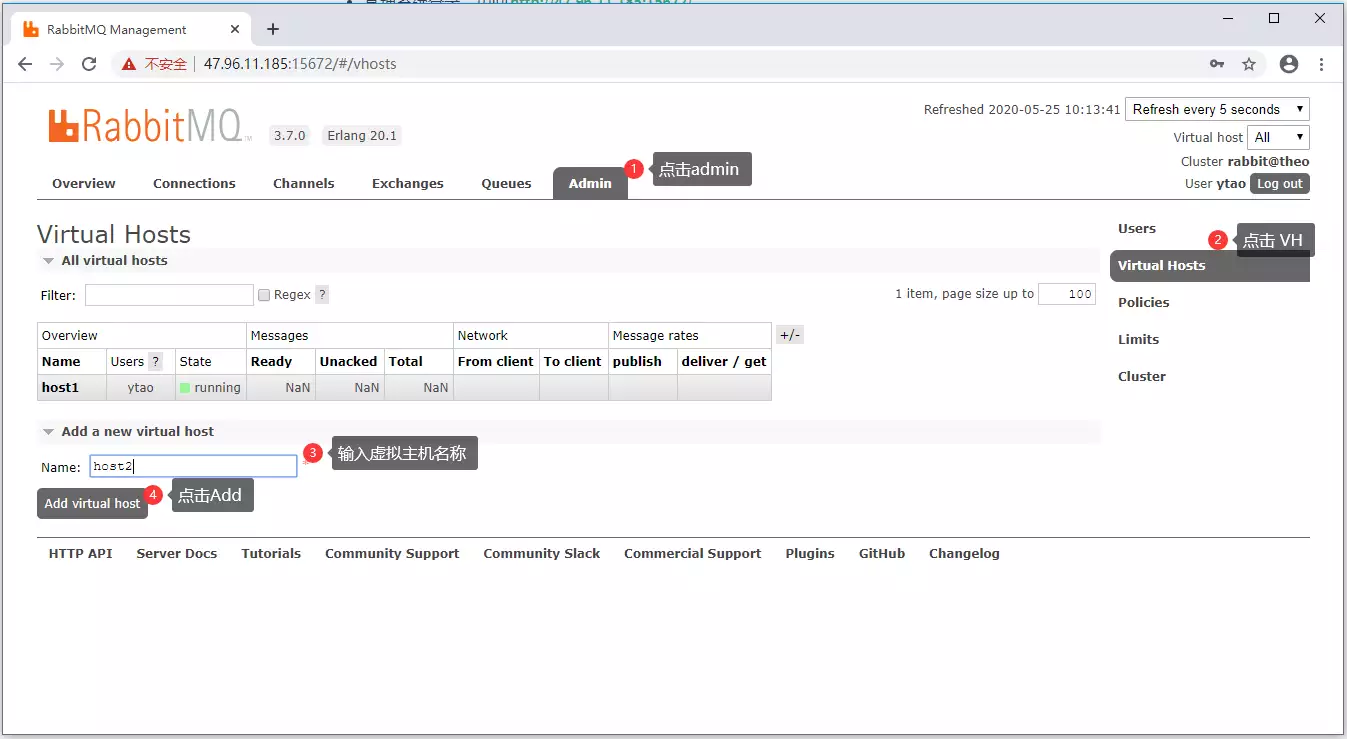 RabbitMQ Management
不安全 47.96.11.185:15672/#/vhosts
RabbitMQ TM 3.7.0 Erlang 20.1
Refreshed 2020-05-25 10:13:41 Refresh every 5 seconds
Virtual host All
Cluster rabbit@theo
User ytao Log out
Overview Connections Channels Exchanges Queues Admin
1 点击admin
Virtual Hosts
All virtual hosts
Filter: Regex ?
1 item, page size up to 100
Overview Messages Network Message rates +/-
Name Users ? State Ready Unacked Total From client To client publish deliver / get
host1 ytao running NaN NaN NaN
Add a new virtual host
Name: host2 *
3 输入虚拟主机名称
Add virtual host
4 点击Add
Users
2 点击 VH
Virtual Hosts
Policies
Limits
Cluster
HTTP API Server Docs Tutorials Community Support Community Slack Commercial Support Plugins GitHub Changelog